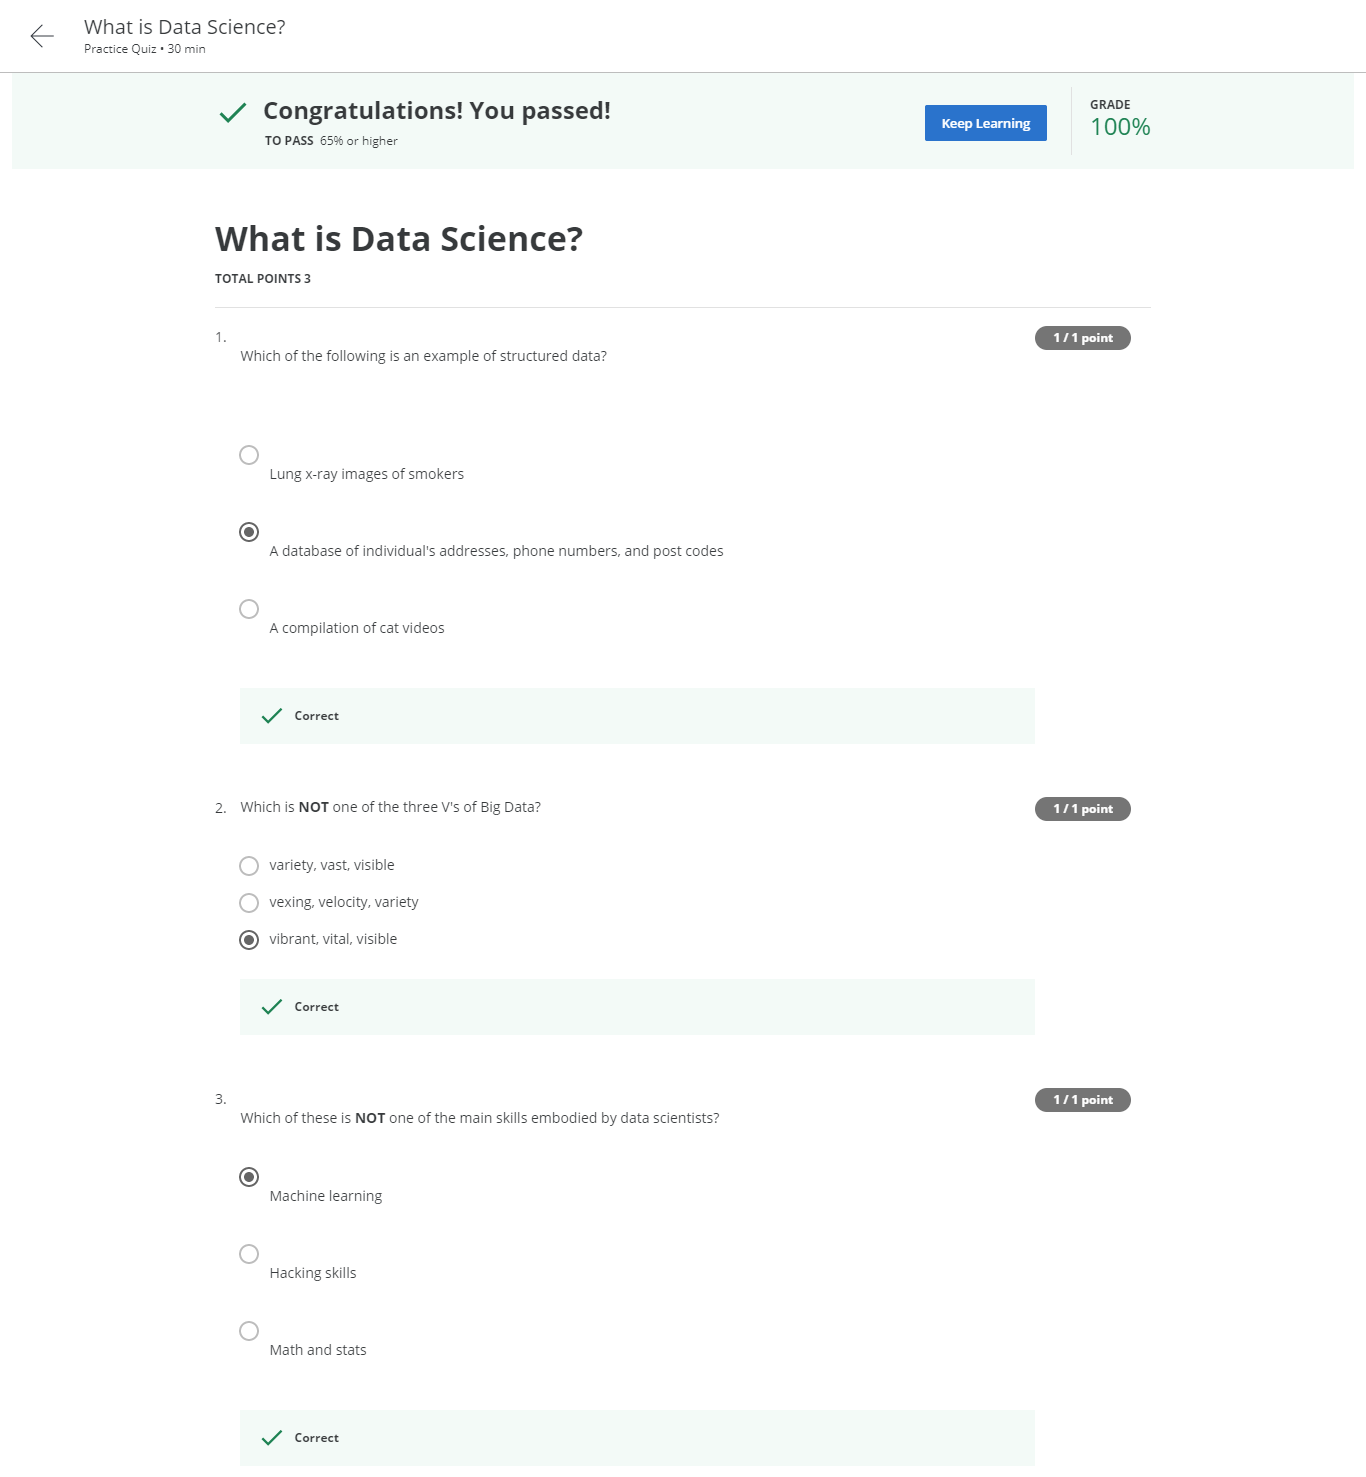 What is Data Science?
Practice Quiz • 30 min
Congratulations! You passed!
TO PASS 65% or higher
Keep Learning
GRADE
100%
What is Data Science?
TOTAL POINTS 3
1.
Which of the following is an example of structured data?
1 / 1 point
Lung x-ray images of smokers
A database of individual's addresses, phone numbers, and post codes
A compilation of cat videos
Correct
2. Which is NOT one of the three V's of Big Data?
1 / 1 point
variety, vast, visible
vexing, velocity, variety
vibrant, vital, visible
Correct
3.
Which of these is NOT one of the main skills embodied by data scientists?
1 / 1 point
Machine learning
Hacking skills
Math and stats
Correct